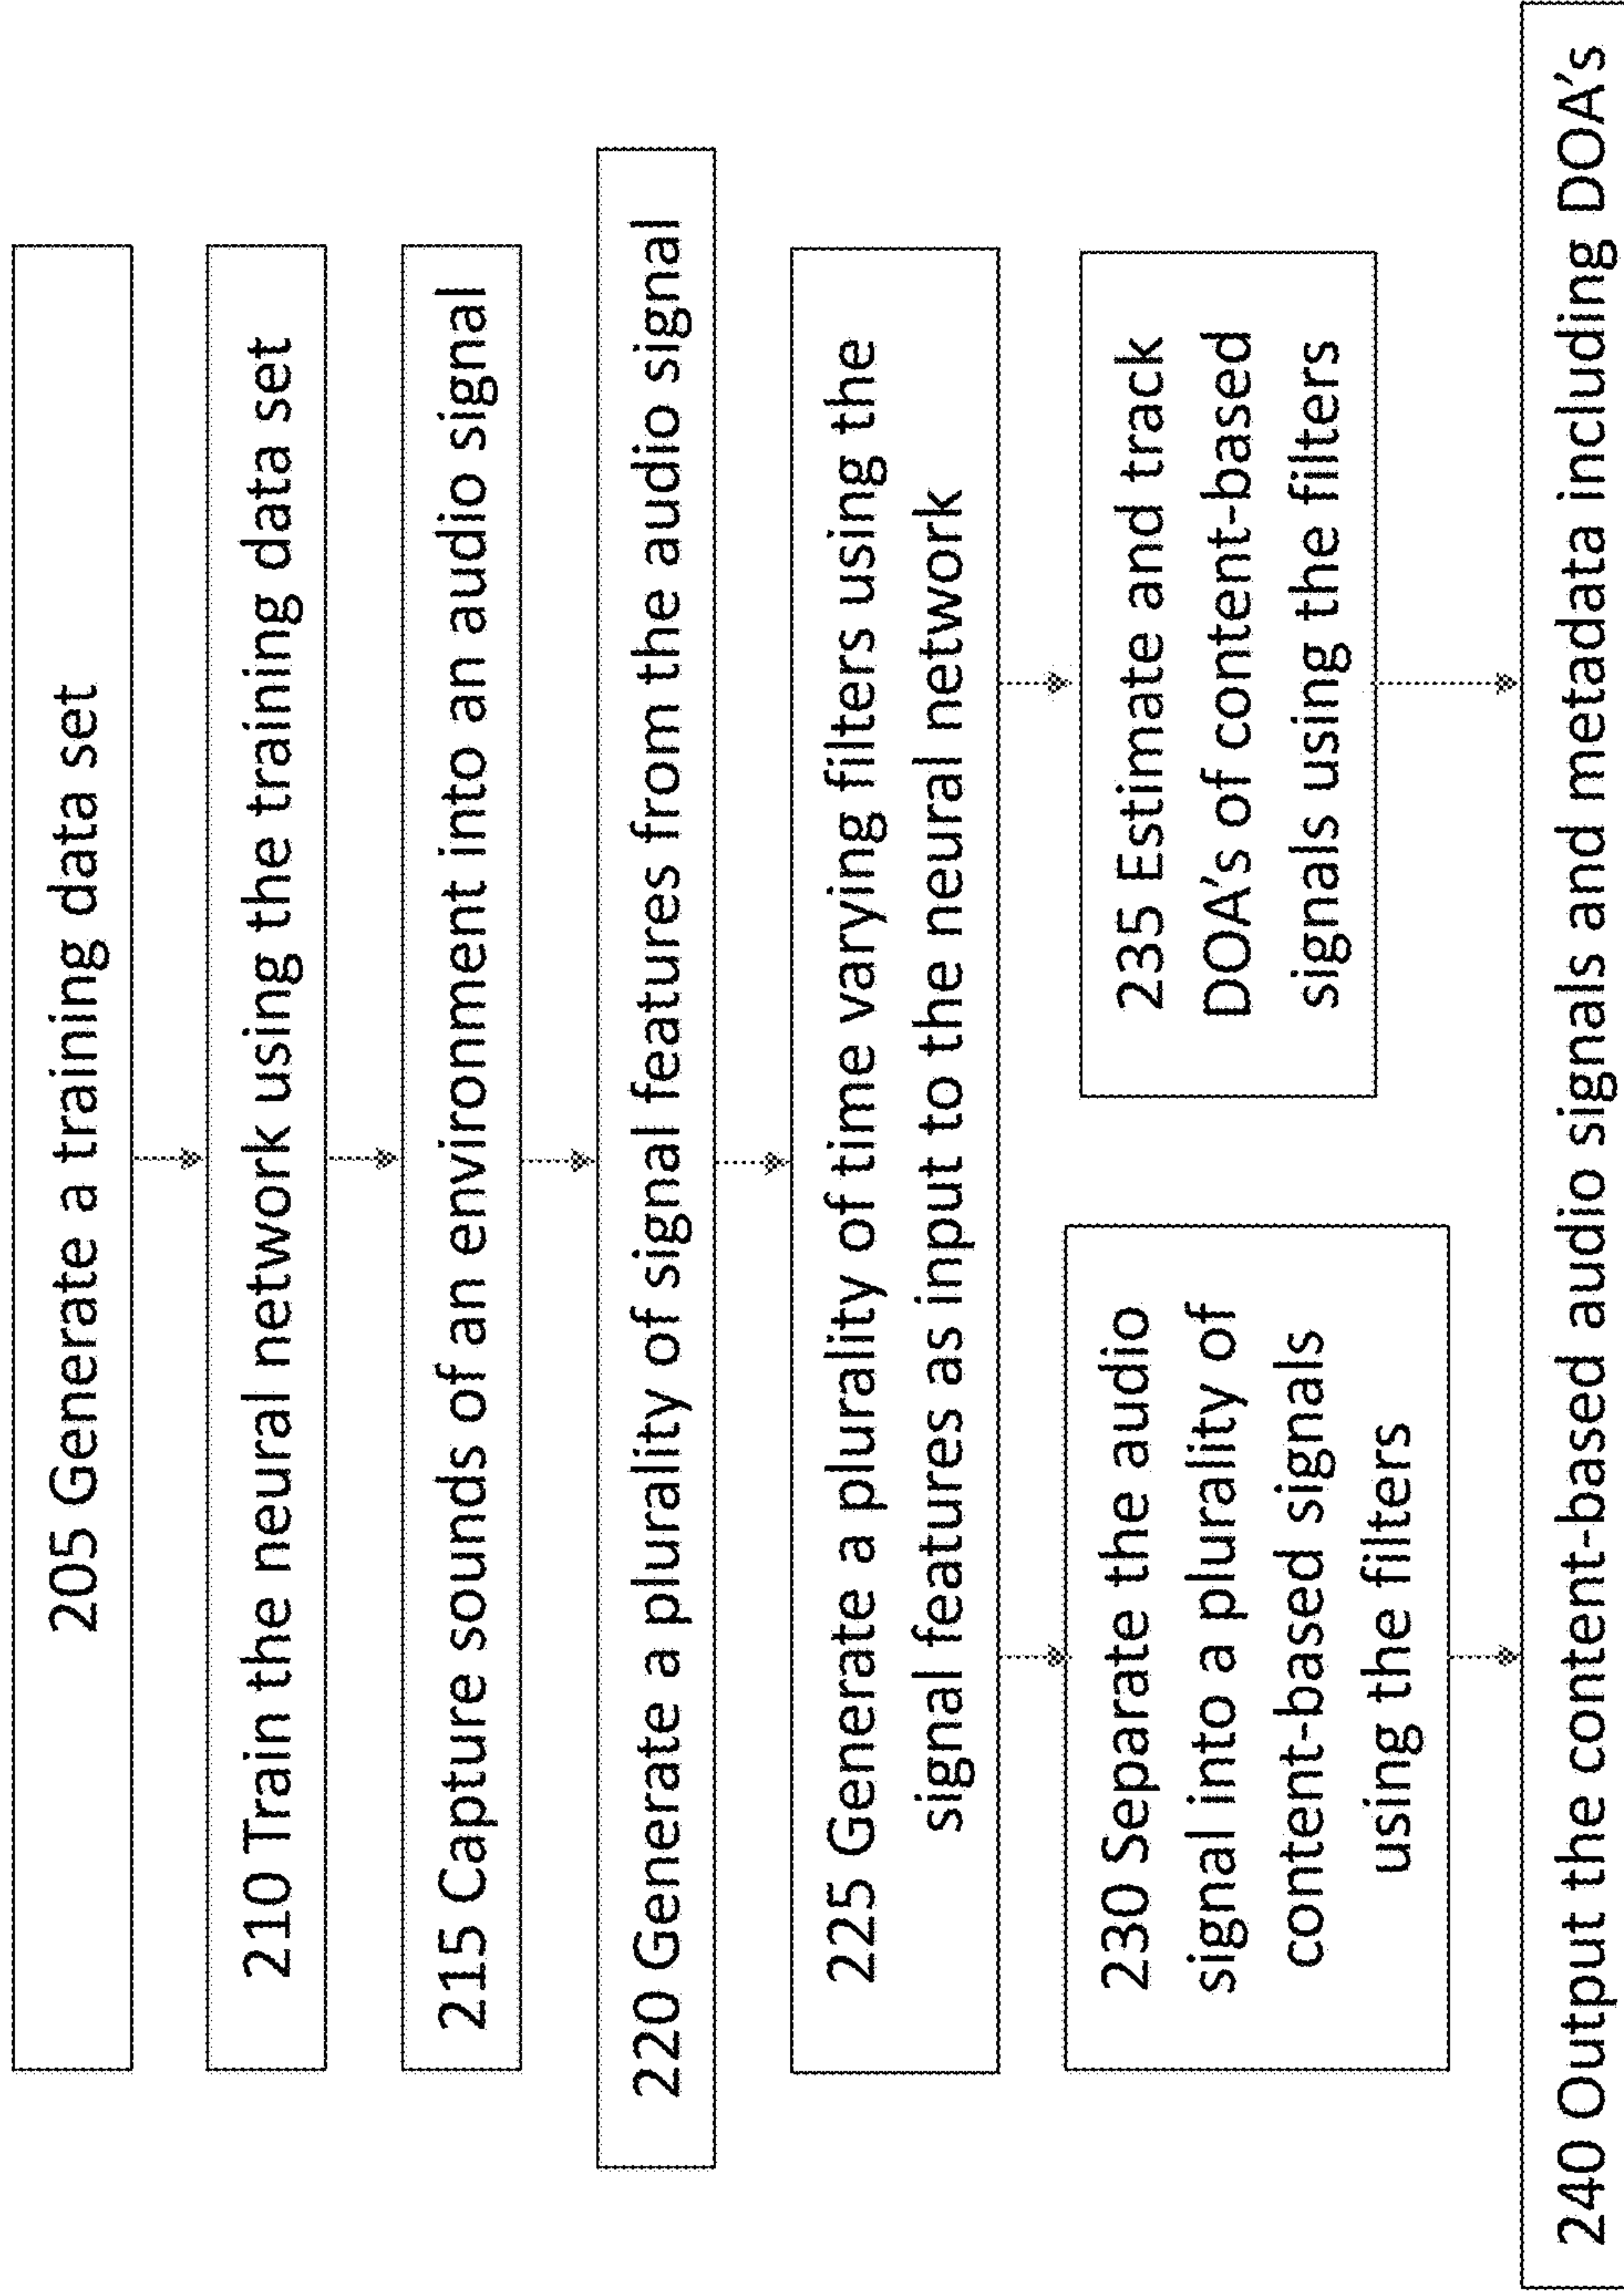 205 Generate a training data set
210 Train the neural network using the training data set
215 Capture sounds of an environment into an audio signal
220 Generate a plurality of signal features from the audio signal
225 Generate a plurality of time varying filters using the
signal features as input to the neural network
230 Separate the audio
signal into a plurality of
content-based signals
using the filters
235 Estimate and track
DOA's of content-based
signals using the filters
240 Output the content-based audio signals and metadata including DOA's